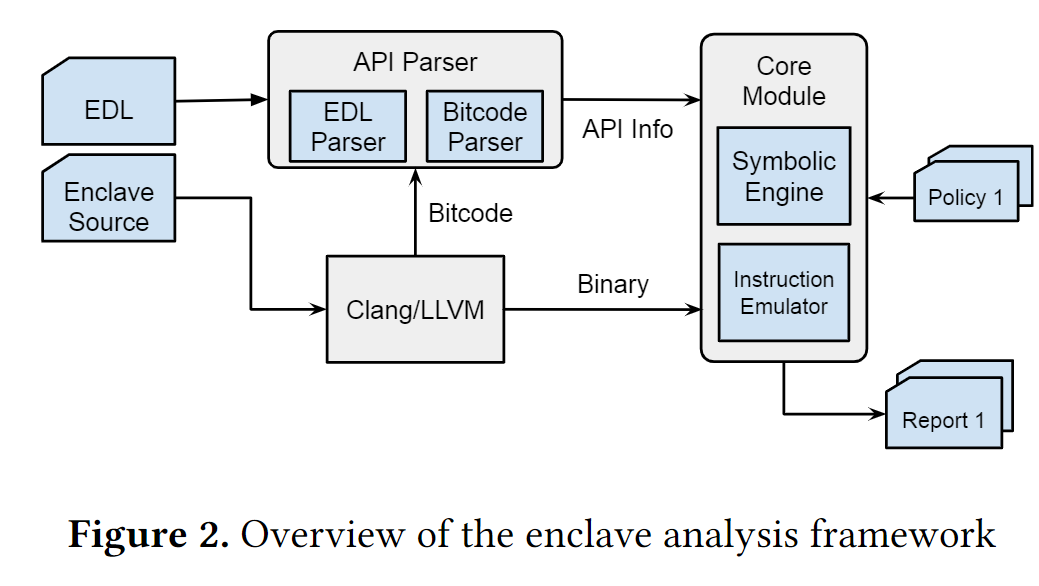 EDL
Enclave
Source
API Parser
EDL
Parser
Bitcode
Parser
Bitcode
Clang/LLVM
API Info
Binary
Core
Module
Symbolic
Engine
Instruction
Emulator
Policy 1
Report 1
Figure 2. Overview of the enclave analysis framework